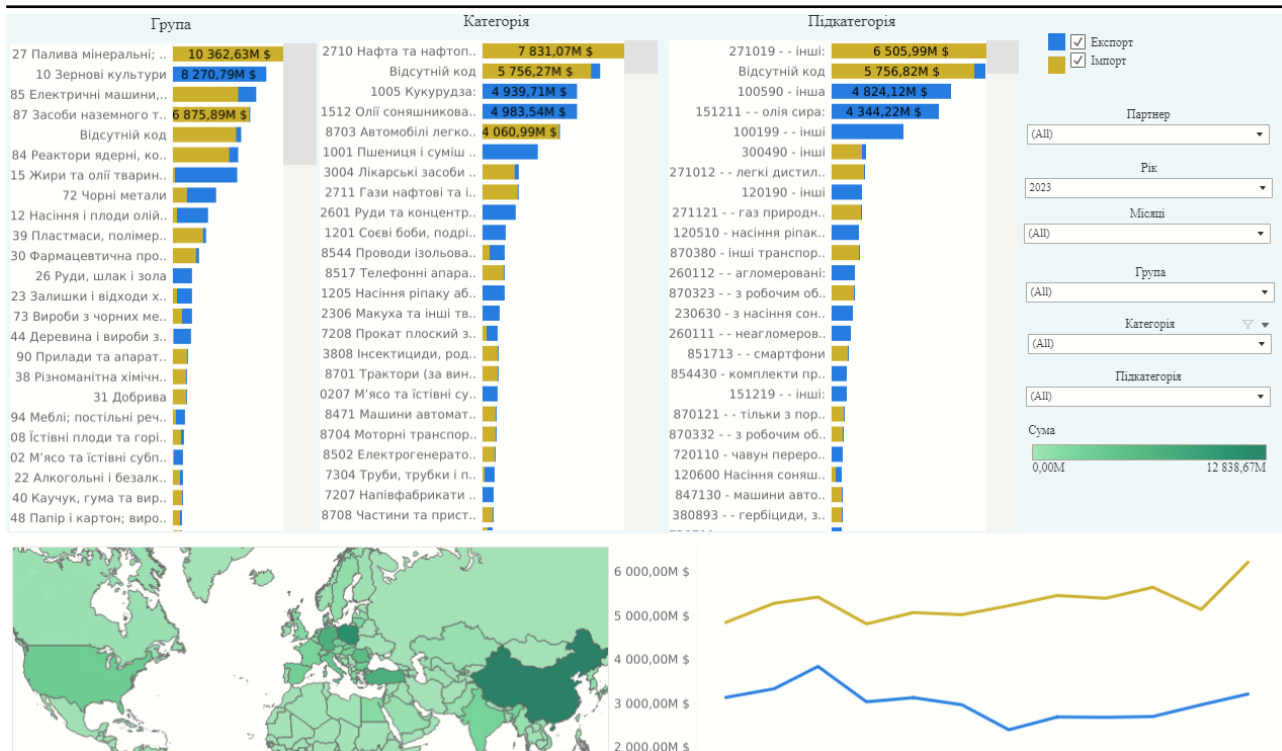 Група
27 Палива мінеральні; ..
10 362,63M $
10 Зернові культури
8 270,79M $
85 Електричні машини,..
87 Засоби наземного т..
6 875,89M $
Відсутній код
84 Реактори ядерні, ко..
15 Жири та олії тварин..
72 Чорні метали
12 Насіння і плоди олій..
39 Пластмаси, полімер..
30 Фармацевтична про..
26 Руди, шлак і зола
23 Залишки і відходи х..
73 Вироби з чорних ме..
44 Деревина і вироби з..
90 Прилади та апарат..
38 Різноманітна хімічн..
31 Добрива
94 Меблі; постільні реч..
08 Їстівні плоди та горі..
02 М’ясо та їстівні субп..
22 Алкогольні і безалк..
40 Каучук, гума та вир..
48 Папір і картон; виро..
Категорія
2710 Нафта та нафтоп..
7 831,07M $
Відсутній код
5 756,27M $
1005 Кукурудза:
4 939,71M $
1512 Олії соняшникова..
4 983,54M $
8703 Автомобілі легко..
4 060,99M $
1001 Пшениця і суміш ..
3004 Лікарські засоби ..
2711 Гази нафтові та і..
2601 Руди та концентр..
1201 Соєві боби, подрі..
8544 Проводи ізольова..
8517 Телефонні апара..
1205 Насіння ріпаку аб..
2306 Макуха та інші тв..
7208 Прокат плоский з..
3808 Інсектициди, род..
8701 Трактори (за вин..
0207 М’ясо та їстівні су..
8471 Машини автомат..
8704 Моторні транспор..
8502 Електрогенерато..
7304 Труби, трубки і п..
7207 Напівфабрикати ..
8708 Частини та прист..
Підкатегорія
271019 - - інші:
6 505,99M $
Відсутній код
5 756,82M $
100590 - інша
4 824,12M $
151211 - - олія сира:
4 344,22M $
100199 - - інші
300490 - інші
271012 - - легкі дистил..
120190 - інші
271121 - - газ природн..
120510 - насіння ріпак..
870380 - інші транспор..
260112 - - агломеровані:
870323 - - з робочим об..
230630 - з насіння сон..
260111 - - неагломеров..
851713 - - смартфони
854430 - комплекти пр..
151219 - - інші:
870121 - - тільки з пор..
870332 - - з робочим об..
720110 - чавун переро..
120600 Насіння соняш..
847130 - машини авто..
380893 - - гербіциди, з..
Експорт
Імпорт
Партнер
(All)
Рік
2023
Місяці
(All)
Група
(All)
Категорія
(All)
Підкатегорія
(All)
Сума
0,00M 12 838,67M
6 000,00M $
5 000,00M $
4 000,00M $
3 000,00M $
2 000,00M $